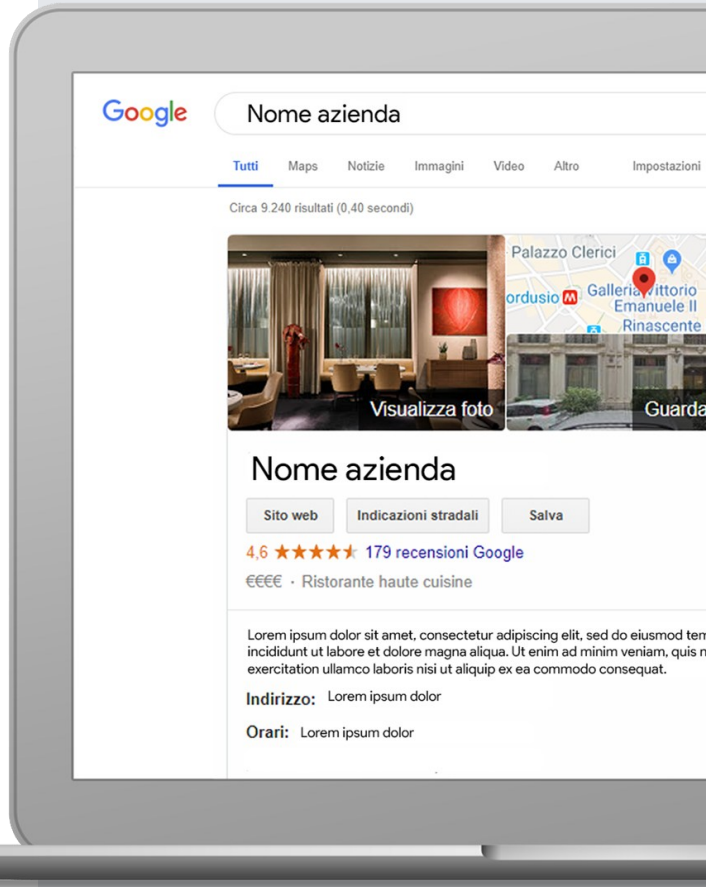 Google
Nome azienda
Tutti Maps Notizie Immagini Video Altro Impostazioni
Circa 9.240 risultati (0,40 secondi)
Palazzo Clerici
ordusio M Galleria Vittorio
Emanuele II
Rinascente
Visualizza foto
Guarda
Nome azienda
Sito web Indicazioni stradali Salva
4,6 179 recensioni Google
€€€€ · Ristorante haute cuisine
Lorem ipsum dolor sit amet, consectetur adipiscing elit, sed do eiusmod tem
incididunt ut labore et dolore magna aliqua. Ut enim ad minim veniam, quis n
exercitation ullamco laboris nisi ut aliquip ex ea commodo consequat.
Indirizzo: Lorem ipsum dolor
Orari: Lorem ipsum dolor